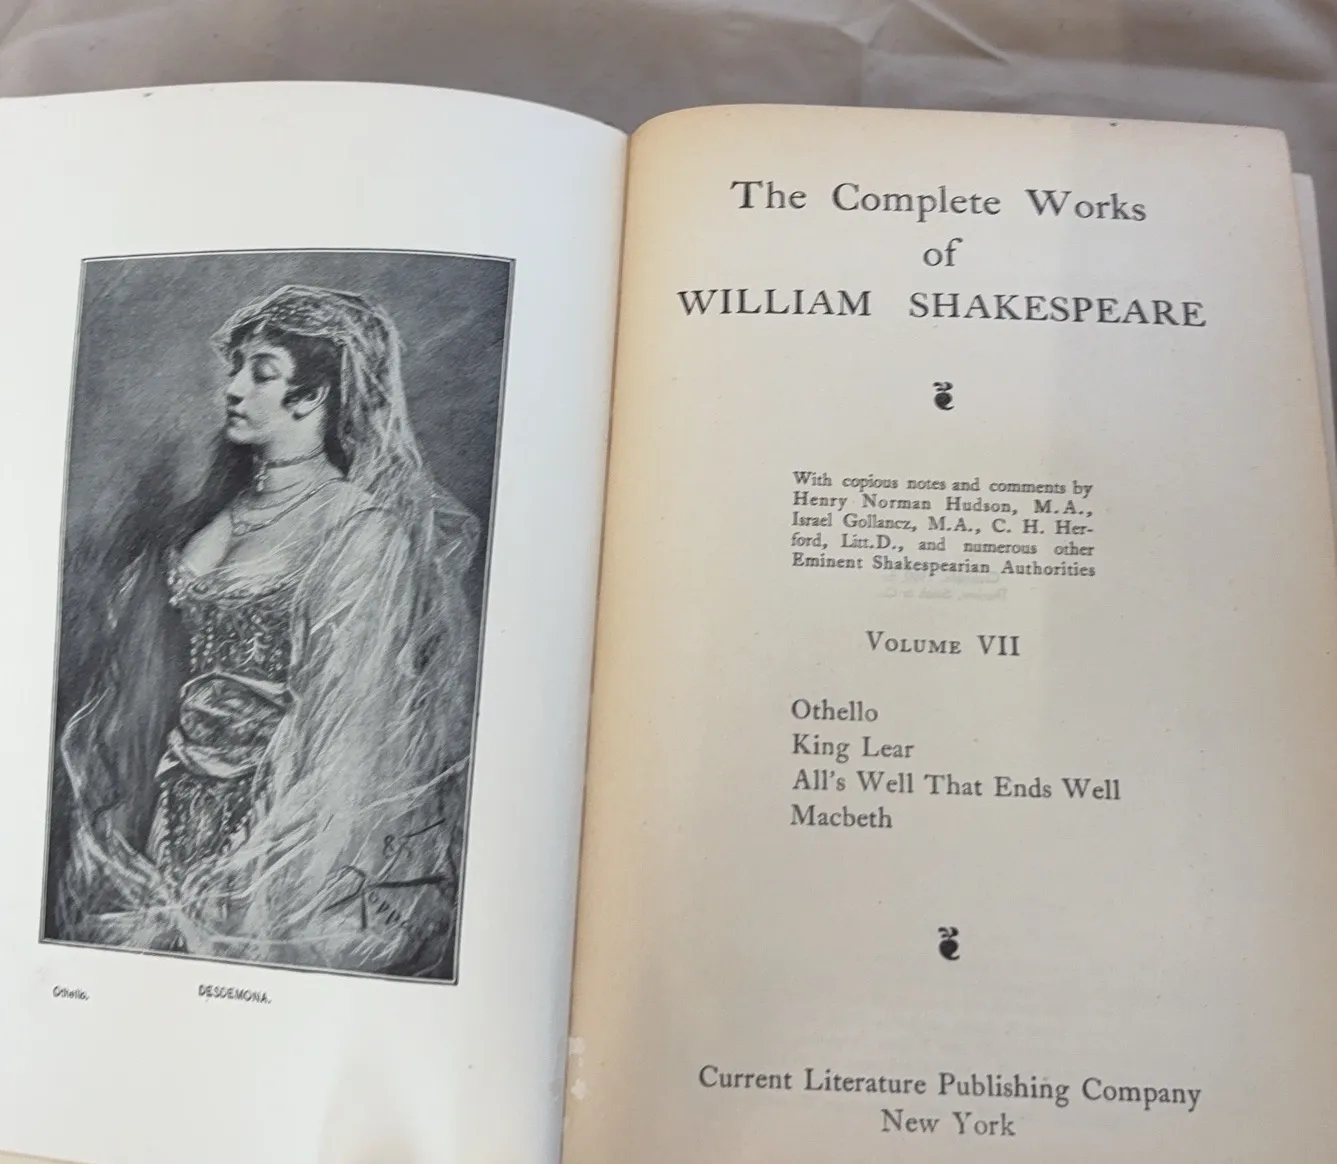 85
Othello.
DESDEMONA.
The Complete Works
of
WILLIAM SHAKESPEARE
With copious notes and comments by
Henry Norman Hudson, M.A.,
Israel Gollancz, M.A., C. H. Her-
ford, Litt.D., and numerous other
Eminent Shakespearian Authorities
VOLUME VII
Othello
King Lear
All's Well That Ends Well
Macbeth
Current Literature Publishing Company
New York